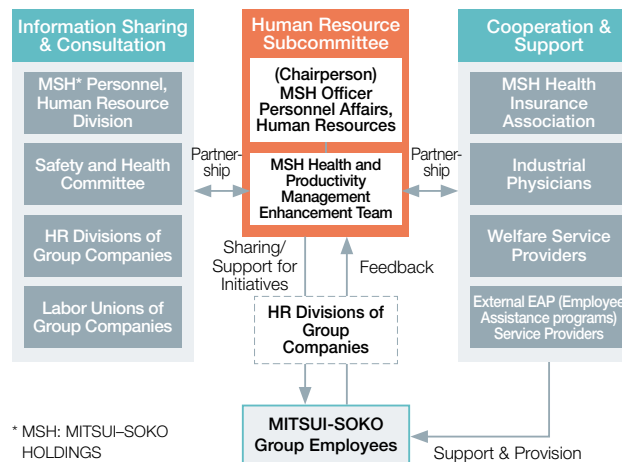 Information Sharing
& Consultation
MSH* Personnel,
Human Resource
Division
Safety and Health
Committee
HR Divisions of
Group Companies
Labor Unions of
Group Companies
Partner-
ship
Human Resource
Subcommittee
(Chairperson)
MSH Officer
Personnel Affairs,
Human Resources
MSH Health and
Productivity
Management
Enhancement Team
Partner-
ship
Cooperation &
Support
MSH Health
Insurance
Association
Industrial
Physicians
Welfare Service
Providers
External EAP (Employee
Assistance programs)
Service Providers
Sharing/
Support for
Initiatives
Feedback
HR Divisions of
Group
Companies
MITSUI-SOKO
Group Employees
Support & Provision
* MSH: MITSUI–SOKO
HOLDINGS